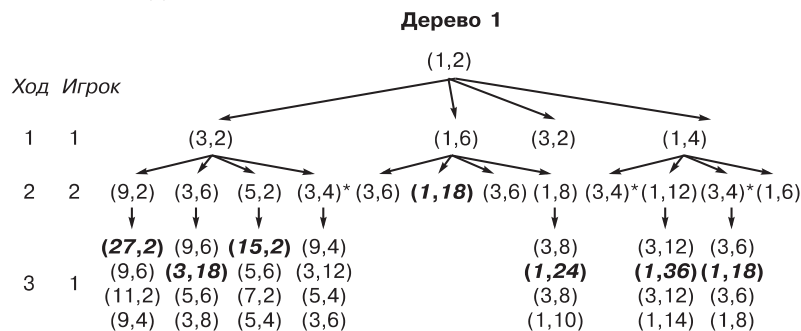 Дерево 1
(1,2)
Ход Игрок
1 1 (3,2) (1,6) (3,2) (1,4)
2 2 (9,2) (3,6) (5,2) (3,4)* (3,6) (1,18) (3,6) (1,8) (3,4)* (1,12) (3,4)* (1,6)
(27,2) (9,6) (15,2) (9,4) (3,8) (3,12) (3,6)
3 1 (9,6) (3,18) (5,6) (3,12) (1,24) (1,36) (1,18)
(11,2) (5,6) (7,2) (5,4) (3,8) (3,12) (3,6)
(9,4) (3,8) (5,4) (3,6) (1,10) (1,14) (1,8)